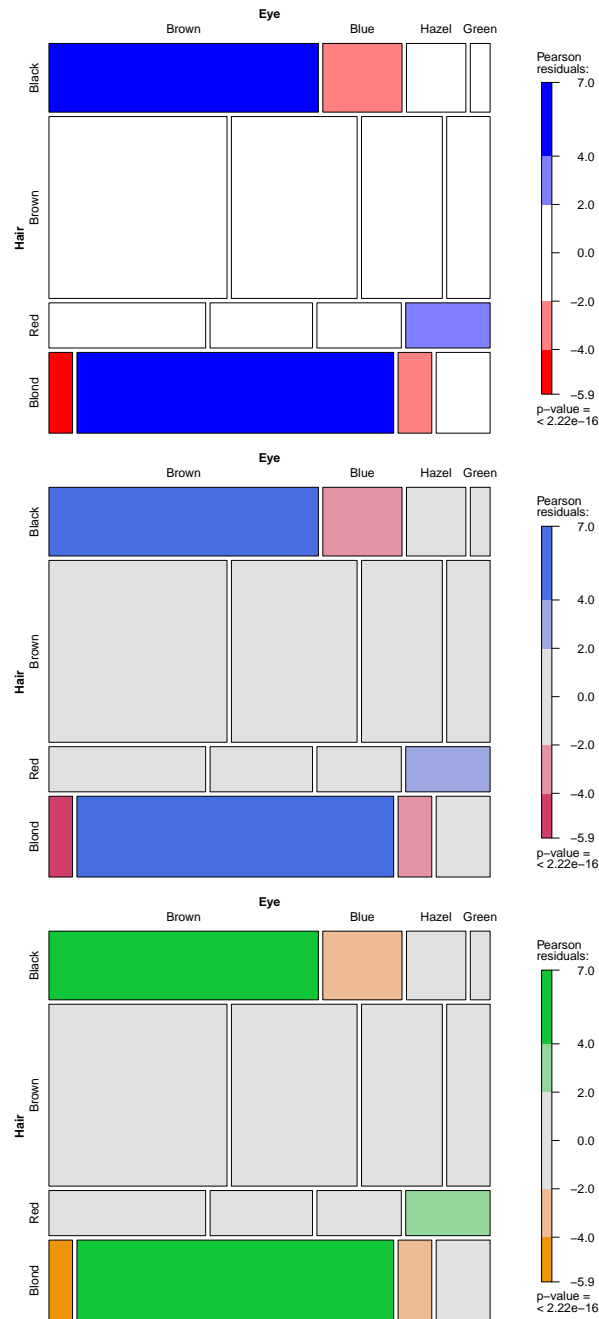 Eye
Brown Blue Hazel Green
Hair
Black
Brown
Red
Blond
Pearson
residuals:
7.0
4.0
2.0
0.0
−2.0
−4.0
−5.9
p−value =
< 2.22e−16
Eye
Brown Blue Hazel Green
Hair
Black
Brown
Red
Blond
Pearson
residuals:
7.0
4.0
2.0
0.0
−2.0
−4.0
−5.9
p−value =
< 2.22e−16
Eye
Brown Blue Hazel Green
Hair
Black
Brown
Red
Blond
Pearson
residuals:
7.0
4.0
2.0
0.0
−2.0
−4.0
−5.9
p−value =
< 2.22e−16